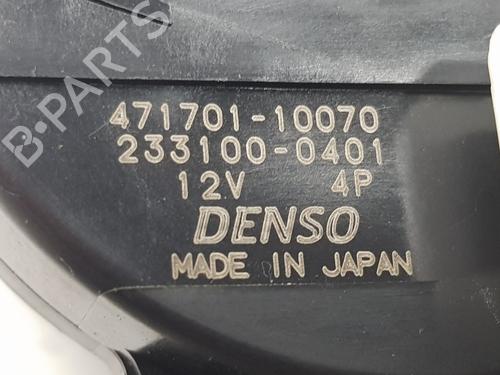 B-PARTS
471701-10070
233100-0401
12V 4P
DENSO
MADE IN JAPAN